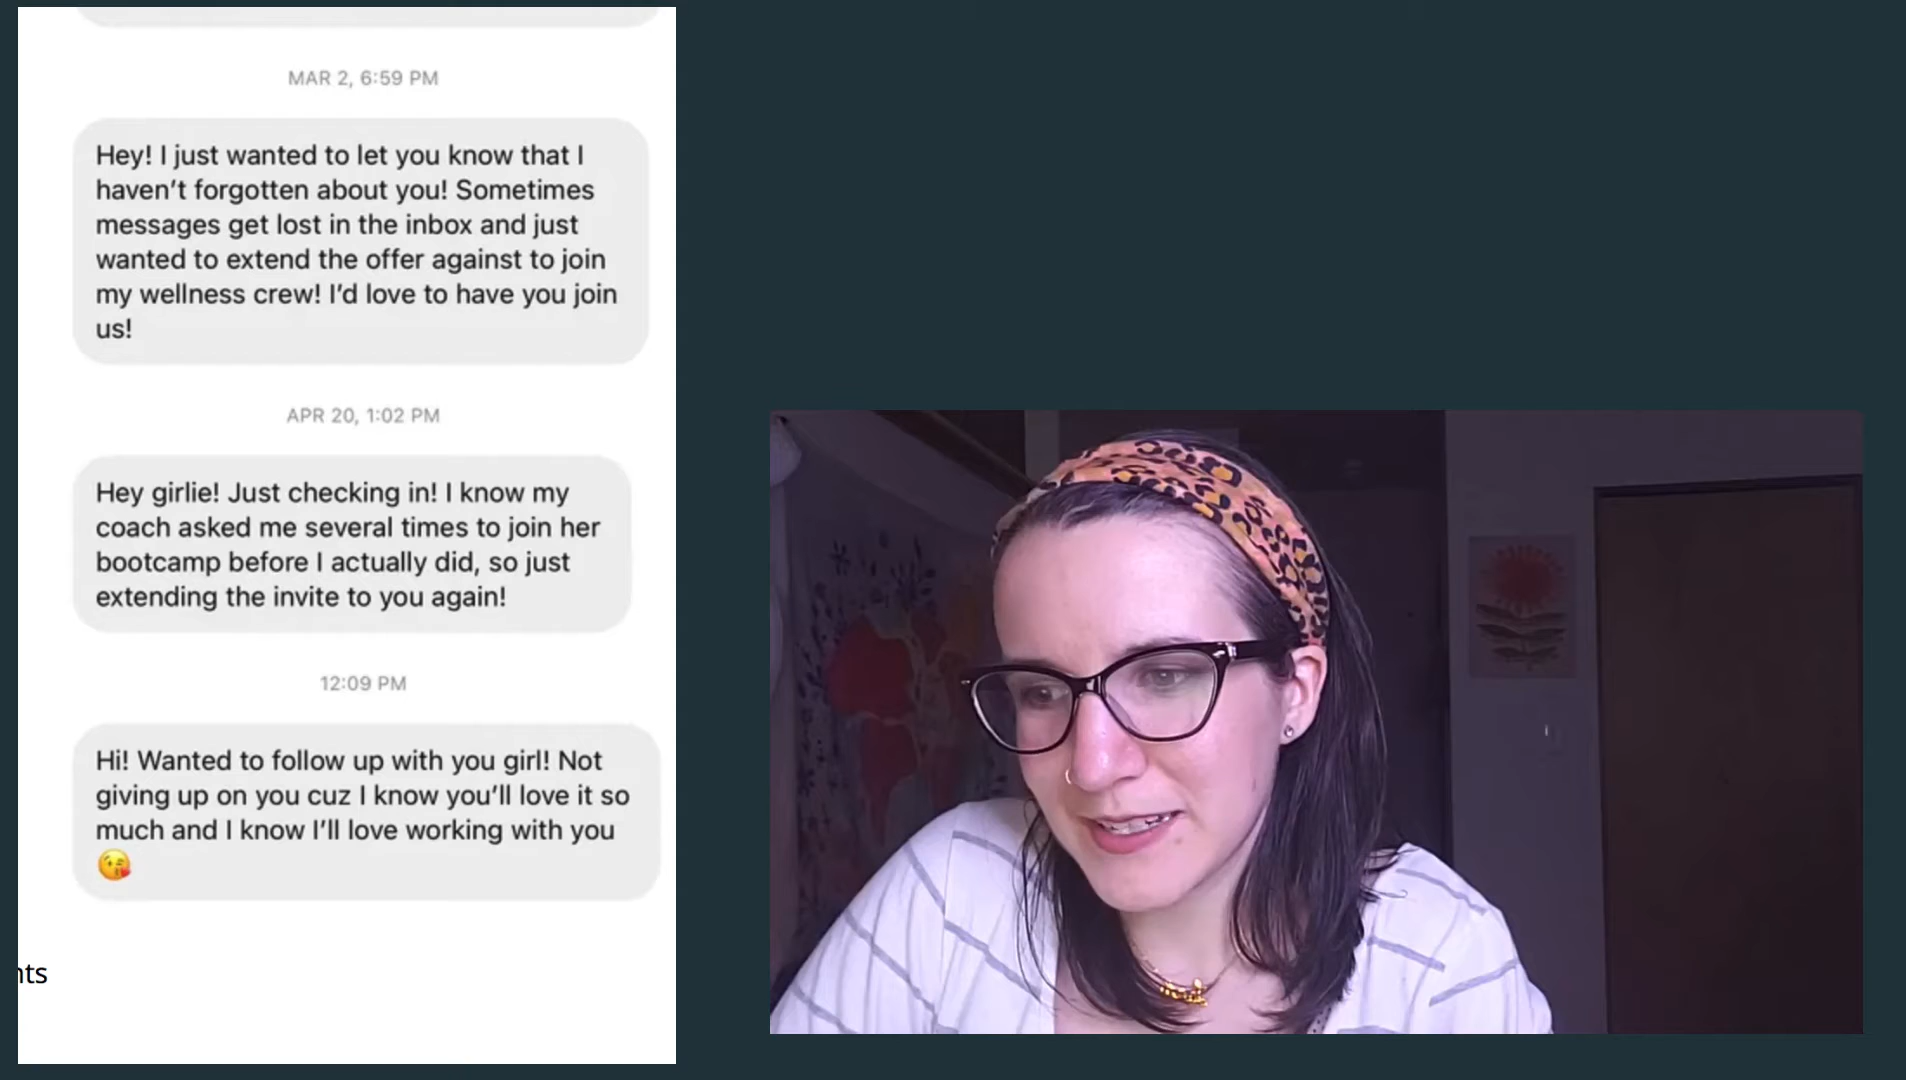 MAR 2, 6:59 PM
Hey! I just wanted to let you know that I
haven’t forgotten about you! Sometimes
messages get lost in the inbox and just
wanted to extend the offer against to join
my wellness crew! I’d love to have you join
us!
APR 20, 1:02 PM
Hey girlie! Just checking in! I know my
coach asked me several times to join her
bootcamp before I actually did, so just
extending the invite to you again!
12:09 PM
Hi! Wanted to follow up with you girl! Not
giving up on you cuz I know you’ll love it so
much and I know I’ll love working with you
😘
nts